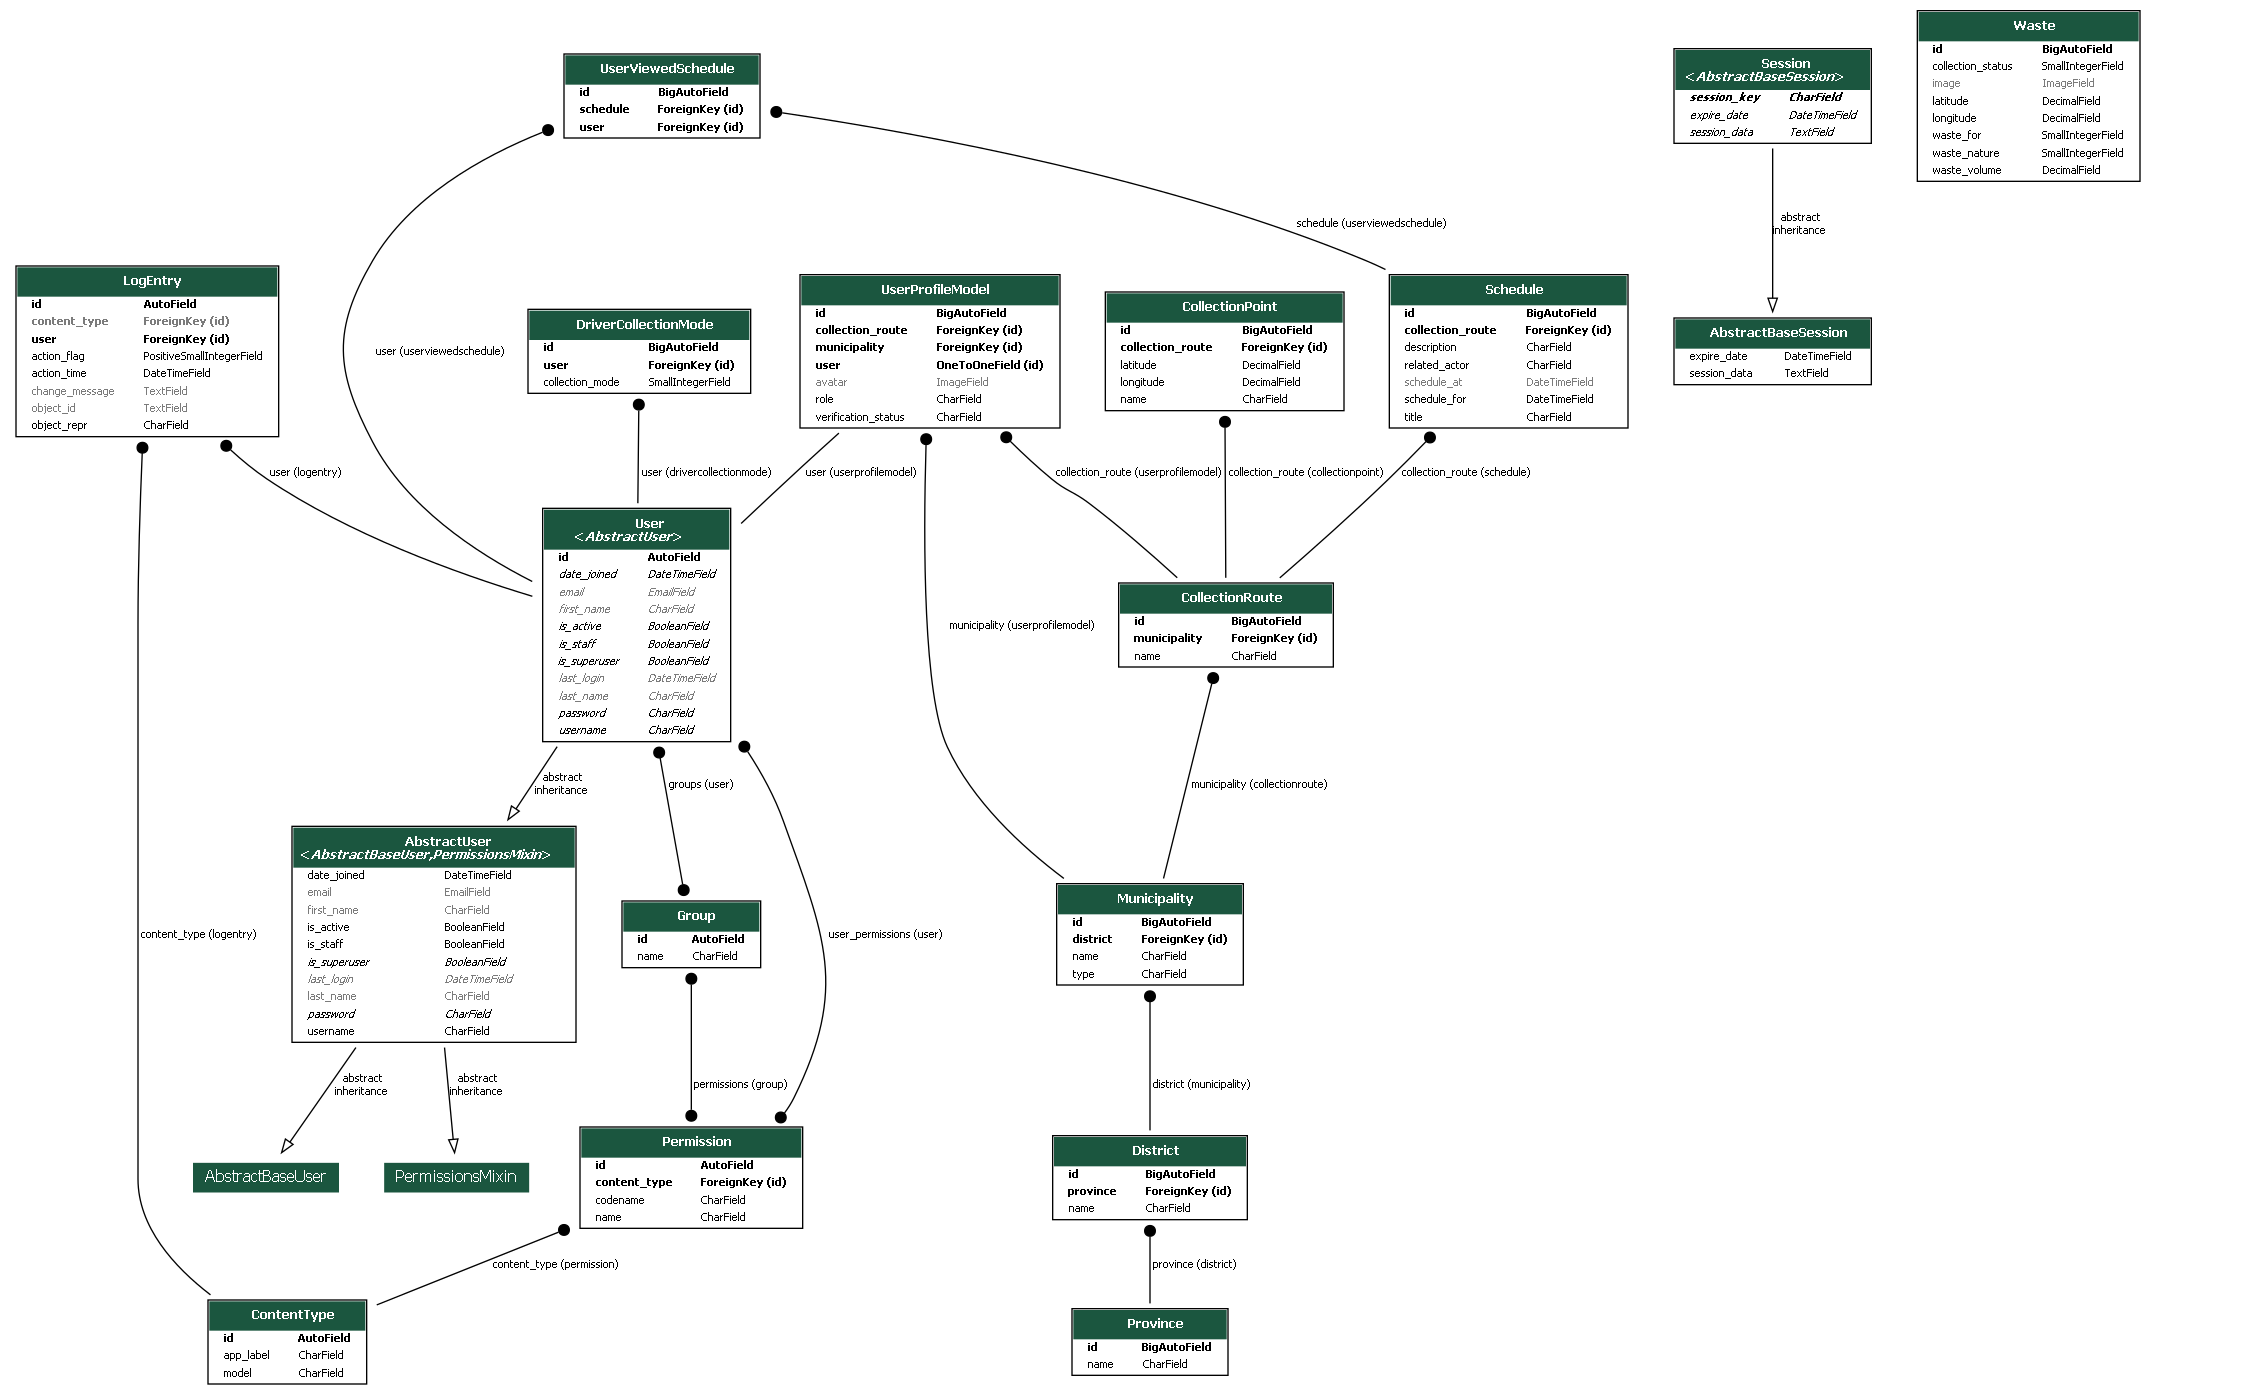 UserViewedSchedule
id BigAutoField
schedule ForeignKey (id)
user ForeignKey (id)
Session
<AbstractBaseSession>
session_key CharField
expire_date DateTimeField
session_data TextField
Waste
id BigAutoField
collection_status SmallIntegerField
image ImageField
latitude DecimalField
longitude DecimalField
waste_for SmallIntegerField
waste_nature SmallIntegerField
waste_volume DecimalField
schedule (userviewedschedule)
abstract
inheritance
LogEntry
id AutoField
content_type ForeignKey (id)
user ForeignKey (id)
action_flag PositiveSmallIntegerField
action_time DateTimeField
change_message TextField
object_id TextField
object_repr CharField
user (userviewedschedule)
DriverCollectionMode
id BigAutoField
user ForeignKey (id)
collection_mode SmallIntegerField
UserProfileModel
id BigAutoField
collection_route ForeignKey (id)
municipality ForeignKey (id)
user OneToOneField (id)
avatar ImageField
role CharField
verification_status CharField
CollectionPoint
id BigAutoField
collection_route ForeignKey (id)
latitude DecimalField
longitude DecimalField
name CharField
Schedule
id BigAutoField
collection_route ForeignKey (id)
description CharField
related_actor CharField
schedule_at DateTimeField
schedule_for DateTimeField
title CharField
AbstractBaseSession
expire_date DateTimeField
session_data TextField
user (logentry)
user (drivercollectionmode)
user (userprofilemodel)
collection_route (userprofilemodel)
collection_route (collectionpoint)
collection_route (schedule)
User
<AbstractUser>
id AutoField
date_joined DateTimeField
email EmailField
first_name CharField
is_active BooleanField
is_staff BooleanField
is_superuser BooleanField
last_login DateTimeField
last_name CharField
password CharField
username CharField
municipality (userprofilemodel)
CollectionRoute
id BigAutoField
municipality ForeignKey (id)
name CharField
abstract
inheritance
groups (user)
municipality (collectionroute)
AbstractUser
<AbstractBaseUser,PermissionsMixin>
date_joined DateTimeField
email EmailField
first_name CharField
is_active BooleanField
is_staff BooleanField
is_superuser BooleanField
last_login DateTimeField
last_name CharField
password CharField
username CharField
content_type (logentry)
Group
id AutoField
name CharField
user_permissions (user)
Municipality
id BigAutoField
district ForeignKey (id)
name CharField
type CharField
abstract
inheritance
abstract
inheritance
permissions (group)
district (municipality)
AbstractBaseUser
PermissionsMixin
Permission
id AutoField
content_type ForeignKey (id)
codename CharField
name CharField
District
id BigAutoField
province ForeignKey (id)
name CharField
content_type (permission)
province (district)
ContentType
id AutoField
app_label CharField
model CharField
Province
id BigAutoField
name CharField